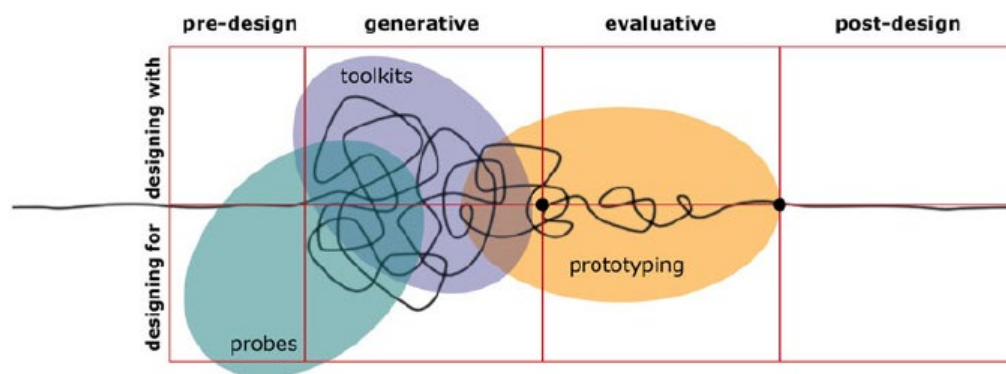 pre-design generative evaluative post-design
designing with
toolkits
designing for
prototyping
probes